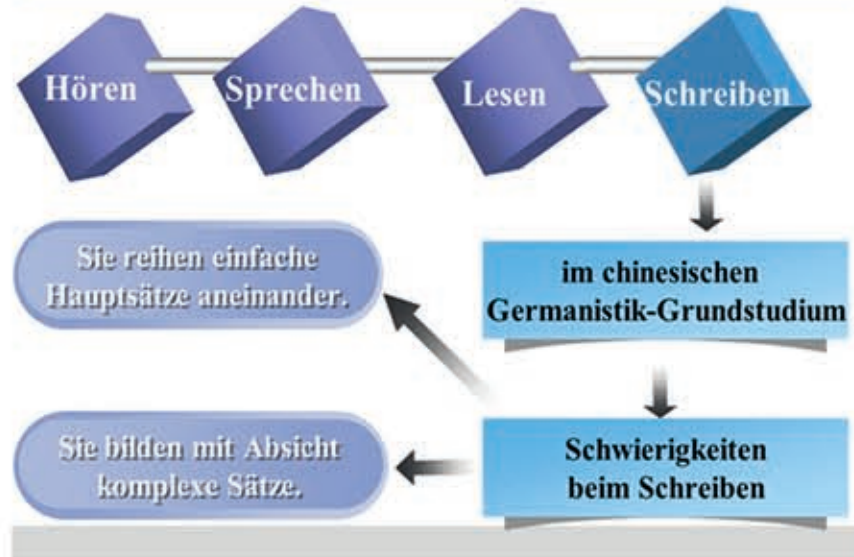 Hören
Sprechen
Lesen
Schreiben
Sie reihen einfache
Hauptsätze aneinander.
im chinesischen
Germanistik-Grundstudium
Sie bilden mit Absicht
komplexe Sätze.
Schwierigkeiten
beim Schreiben